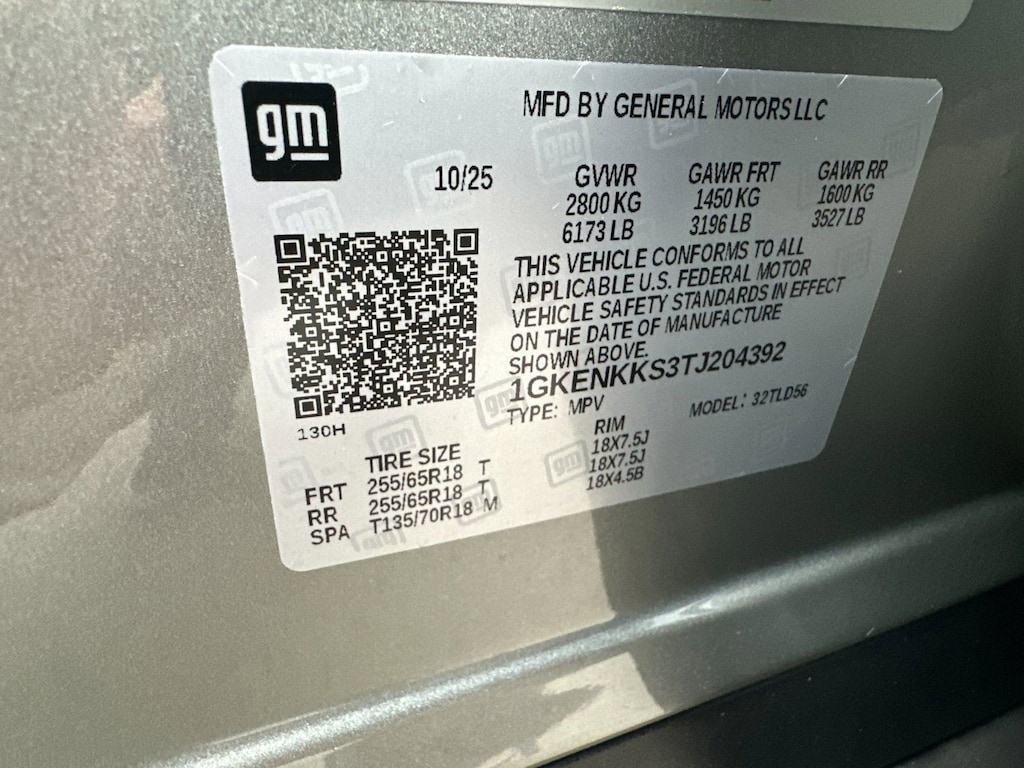 gm
MFD BY GENERAL MOTORS LLC
10/25
GVWR GAWR FRT GAWR RR
2800 KG 1450 KG 1600 KG
6173 LB 3196 LB 3527 LB
THIS VEHICLE CONFORMS TO ALL
APPLICABLE U.S. FEDERAL MOTOR
VEHICLE SAFETY STANDARDS IN EFFECT
ON THE DATE OF MANUFACTURE
SHOWN ABOVE.
1GKENKKS3TJ204392
TYPE: MPV MODEL: 32TLD56
130H
TIRE SIZE RIM
FRT 255/65R18 T 18X7.5J
RR 255/65R18 T 18X7.5J
SPA T135/70R18 M 18X4.5B